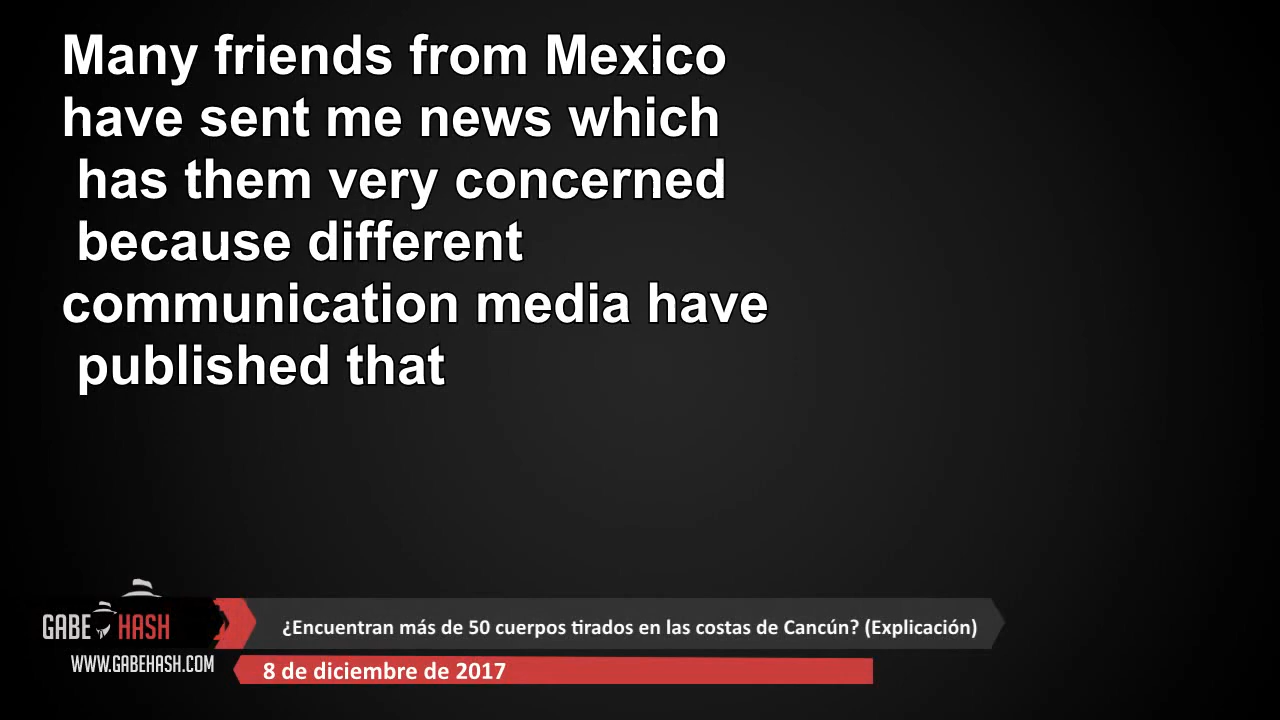 Many friends from Mexico
have sent me news which
has them very concerned
because different
communication media have
published that
GABE HASH
¿Encuentran más de 50 cuerpos tirados en las costas de Cancún? (Explicación)
WWW.GABEHASH.COM
8 de diciembre de 2017